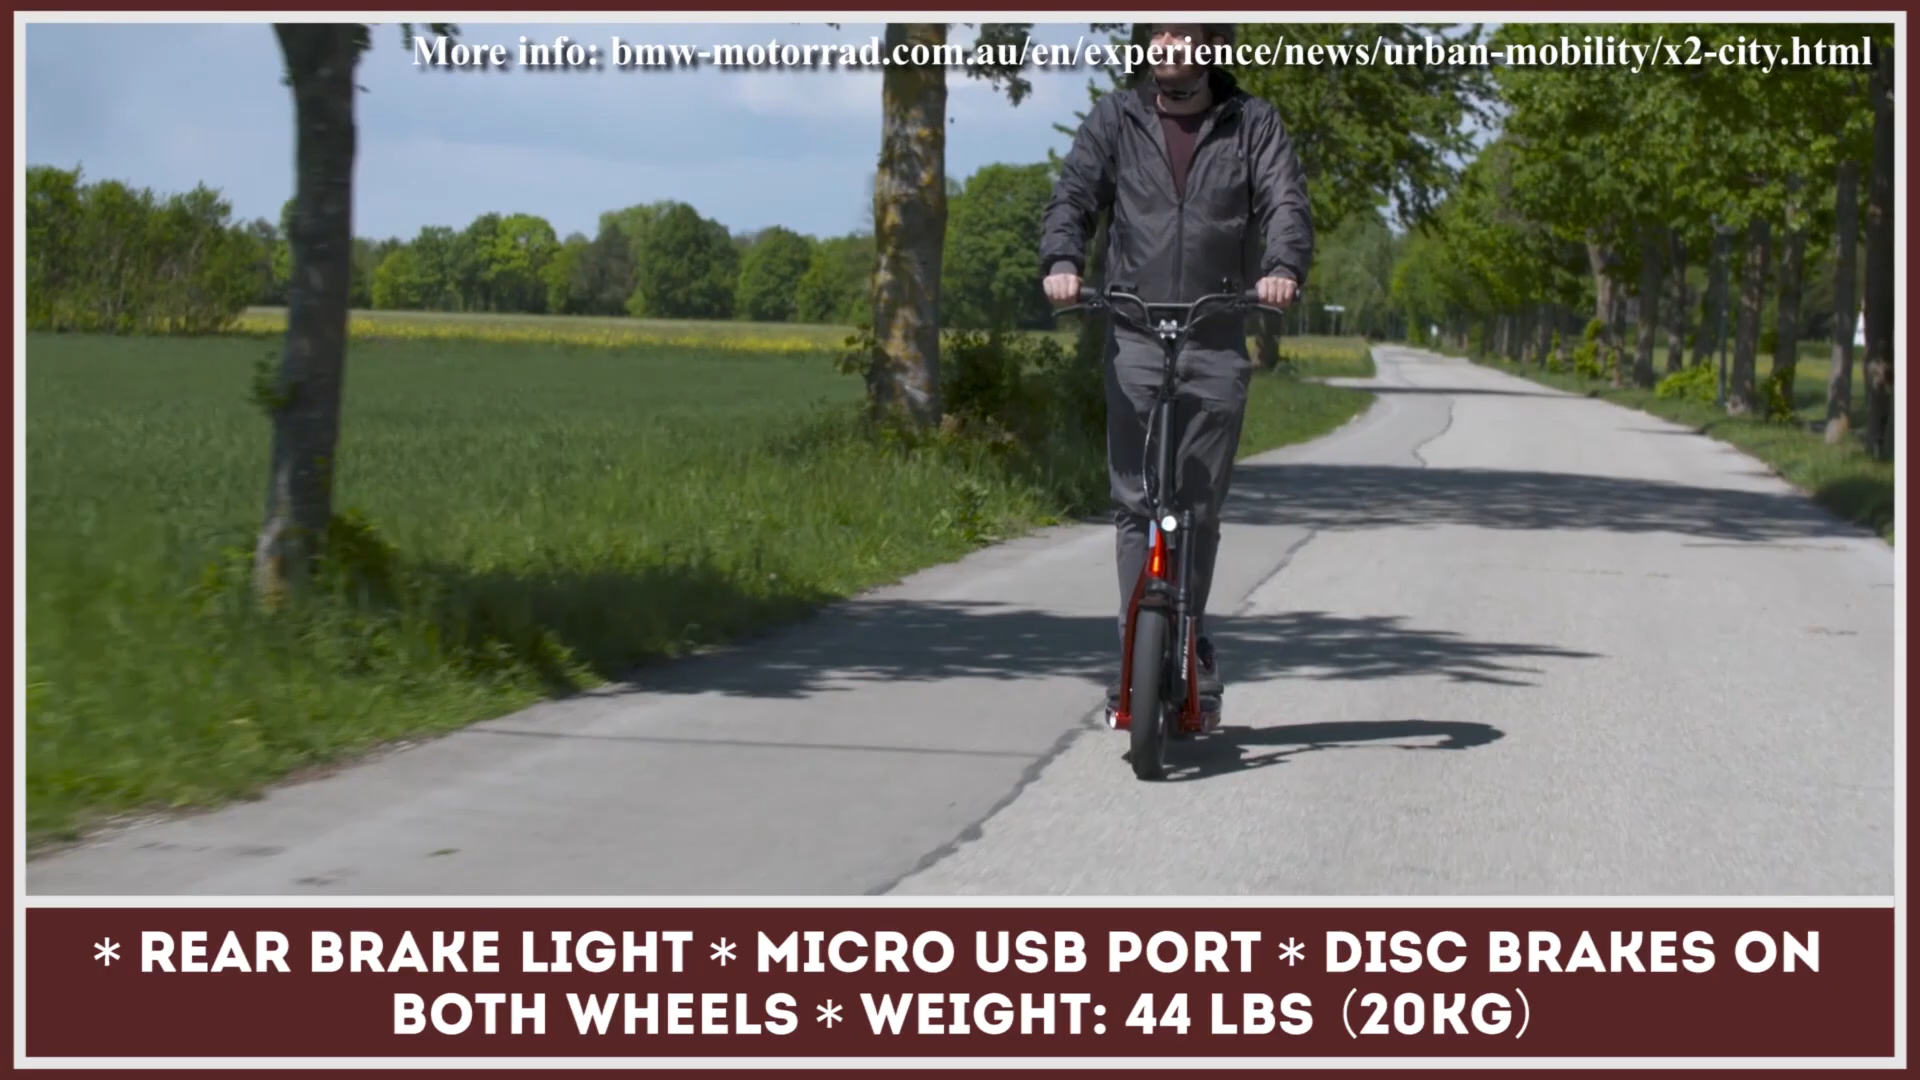 More info: bmw-motorrad.com.au/en/experience/news/urban-mobility/x2-city.html
* REAR BRAKE LIGHT * MICRO USB PORT * DISC BRAKES ON
BOTH WHEELS * WEIGHT: 44 LBS (20KG)